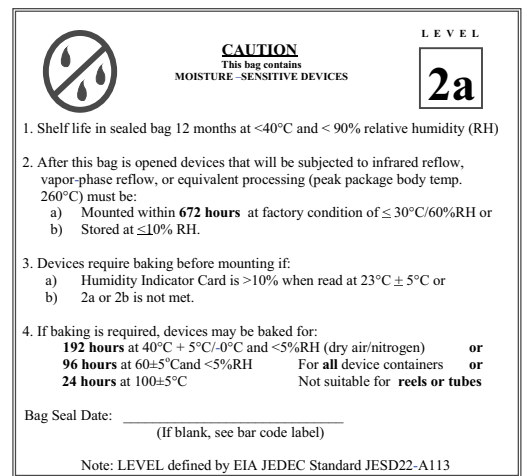 LEVEL
2a
CAUTION
This bag contains
MOISTURE –SENSITIVE DEVICES
1. Shelf life in sealed bag 12 months at <40°C and < 90% relative humidity (RH)
2. After this bag is opened devices that will be subjected to infrared reflow,
vapor-phase reflow, or equivalent processing (peak package body temp.
260°C) must be:
a) Mounted within 672 hours at factory condition of ≤ 30°C/60%RH or
b) Stored at ≤10% RH.
3. Devices require baking before mounting if:
a) Humidity Indicator Card is >10% when read at 23°C ± 5°C or
b) 2a or 2b is not met.
4. If baking is required, devices may be baked for:
192 hours at 40°C + 5°C/-0°C and <5%RH (dry air/nitrogen) or
96 hours at 60±5°Cand <5%RH For all device containers or
24 hours at 100±5°C Not suitable for reels or tubes
Bag Seal Date: ______________________________
(If blank, see bar code label)
Note: LEVEL defined by EIA JEDEC Standard JESD22-A113